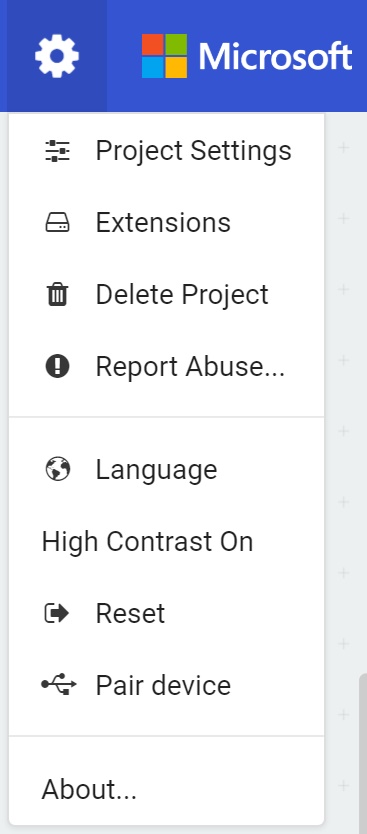 Microsoft
Project Settings
Extensions
Delete Project
Report Abuse...
Language
High Contrast On
Reset
Pair device
About...